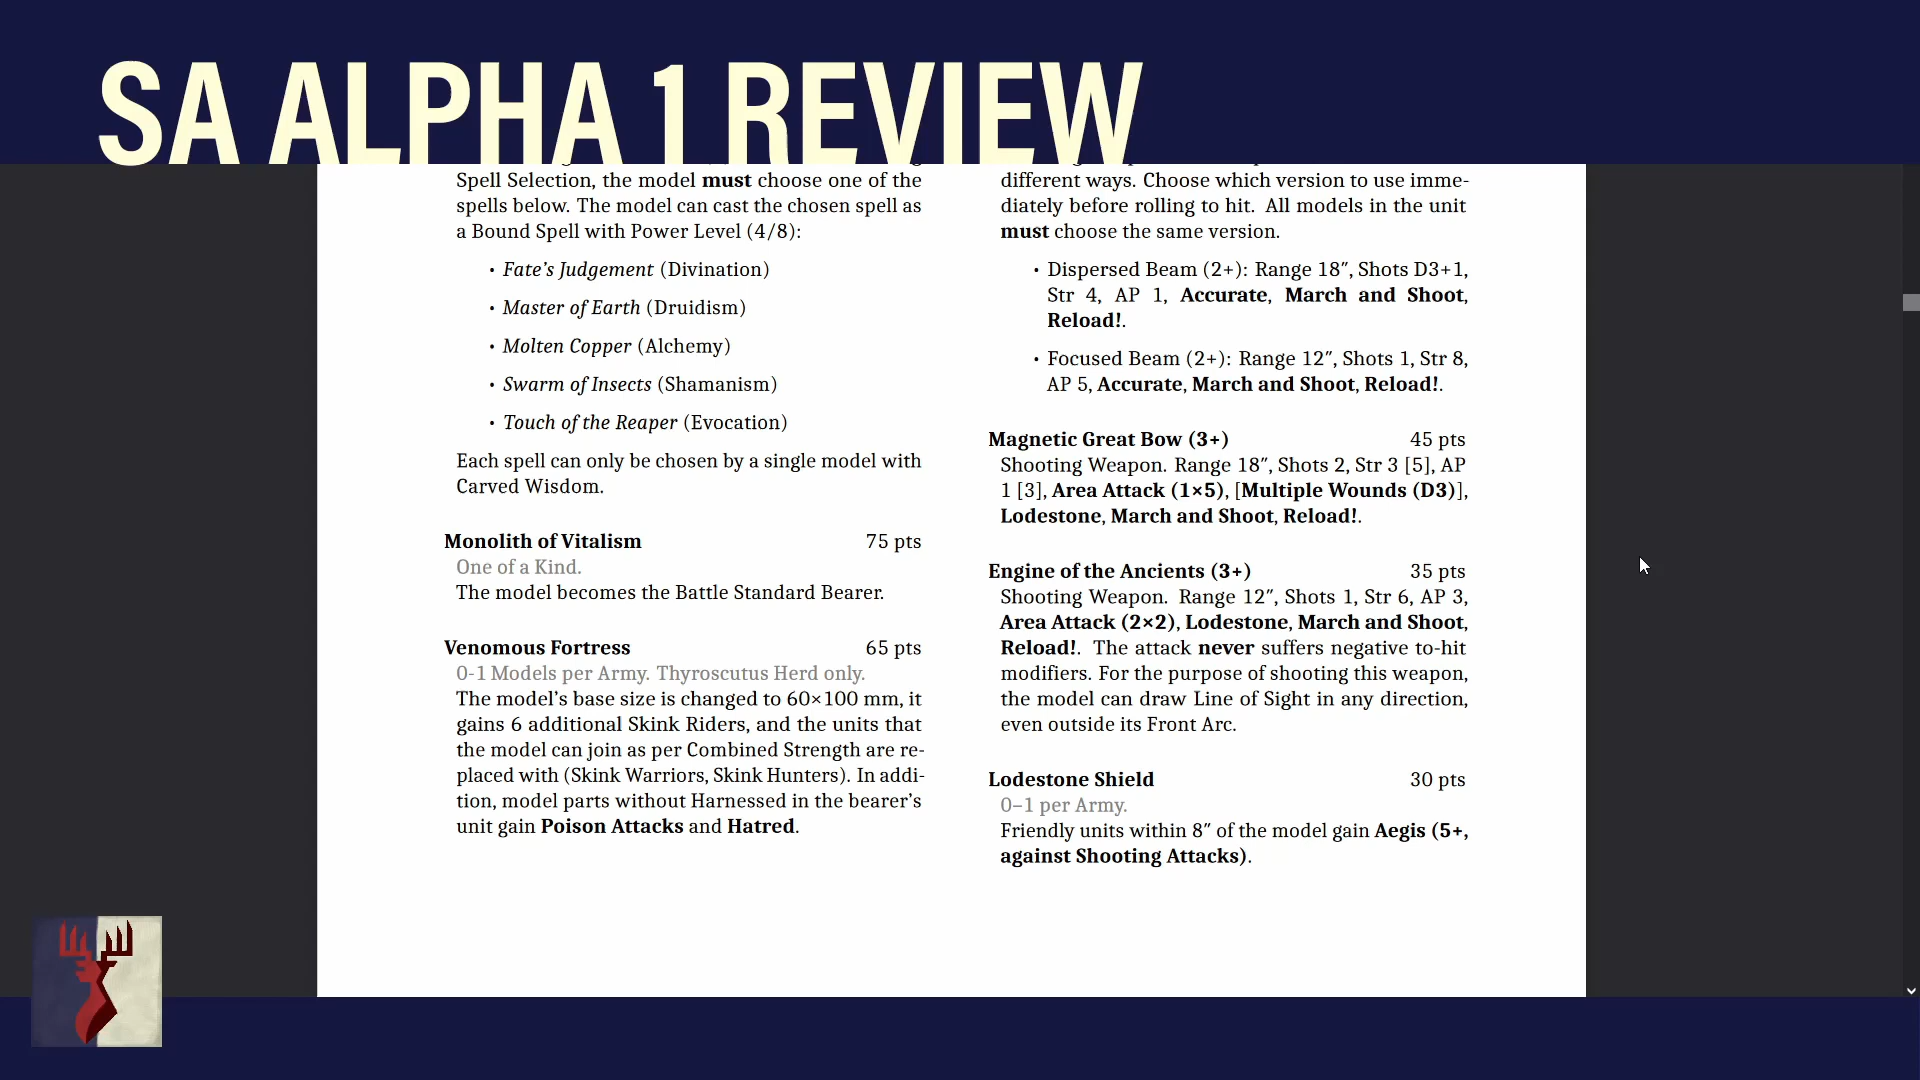 SA ALPHA 1 REVIEW
Spell Selection, the model must choose one of the
spells below. The model can cast the chosen spell as
a Bound Spell with Power Level (4/8):
• Fate’s Judgement (Divination)
• Master of Earth (Druidism)
• Molten Copper (Alchemy)
• Swarm of Insects (Shamanism)
• Touch of the Reaper (Evocation)
Each spell can only be chosen by a single model with
Carved Wisdom.
Monolith of Vitalism 75 pts
One of a Kind.
The model becomes the Battle Standard Bearer.
Venomous Fortress 65 pts
0-1 Models per Army. Thyroscutus Herd only.
The model’s base size is changed to 60×100 mm, it
gains 6 additional Skink Riders, and the units that
the model can join as per Combined Strength are re-
placed with (Skink Warriors, Skink Hunters). In addi-
tion, model parts without Harnessed in the bearer’s
unit gain Poison Attacks and Hatred.
different ways. Choose which version to use imme-
diately before rolling to hit. All models in the unit
must choose the same version.
• Dispersed Beam (2+): Range 18″, Shots D3+1,
Str 4, AP 1, Accurate, March and Shoot,
Reload!.
• Focused Beam (2+): Range 12″, Shots 1, Str 8,
AP 5, Accurate, March and Shoot, Reload!.
Magnetic Great Bow (3+) 45 pts
Shooting Weapon. Range 18″, Shots 2, Str 3 [5], AP
1 [3], Area Attack (1×5), [Multiple Wounds (D3)],
Lodestone, March and Shoot, Reload!.
Engine of the Ancients (3+) 35 pts
Shooting Weapon. Range 12″, Shots 1, Str 6, AP 3,
Area Attack (2×2), Lodestone, March and Shoot,
Reload!. The attack never suffers negative to-hit
modifiers. For the purpose of shooting this weapon,
the model can draw Line of Sight in any direction,
even outside its Front Arc.
Lodestone Shield 30 pts
0–1 per Army.
Friendly units within 8″ of the model gain Aegis (5+,
against Shooting Attacks).